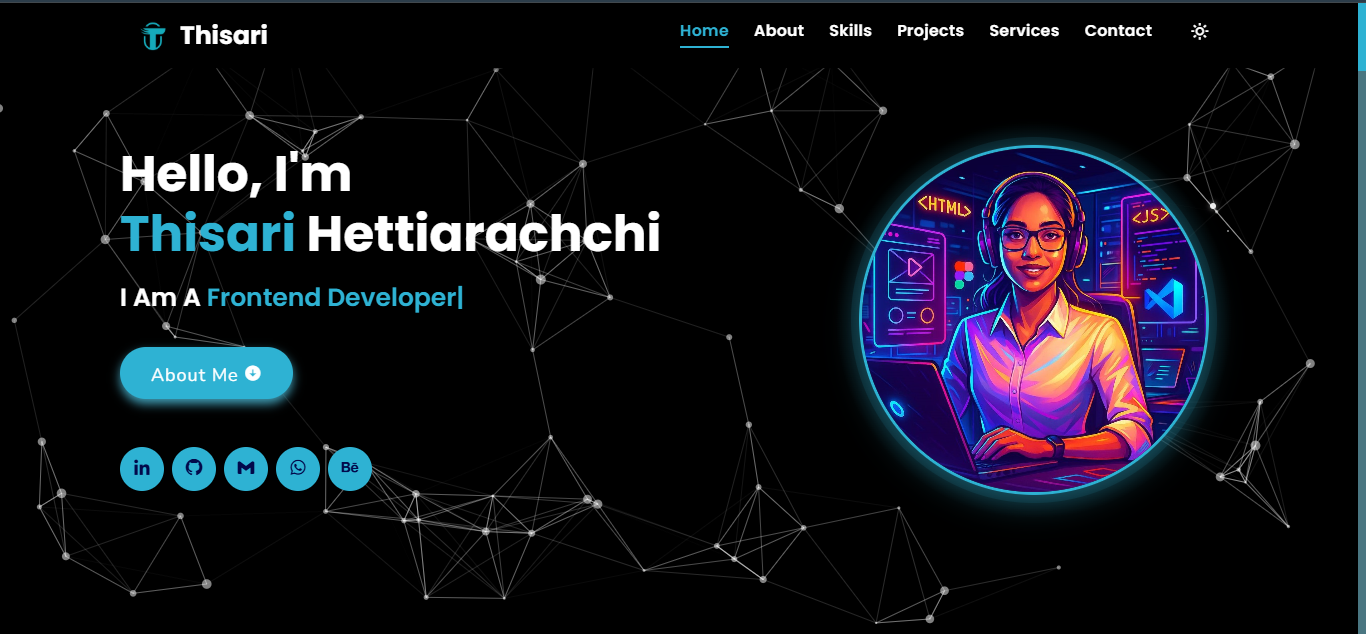 Thisari
Home About Skills Projects Services Contact
Hello, I'm
Thisari Hettiarachchi
I Am A Frontend Developer|
About Me
in
Bē
<HTML>
<JS>